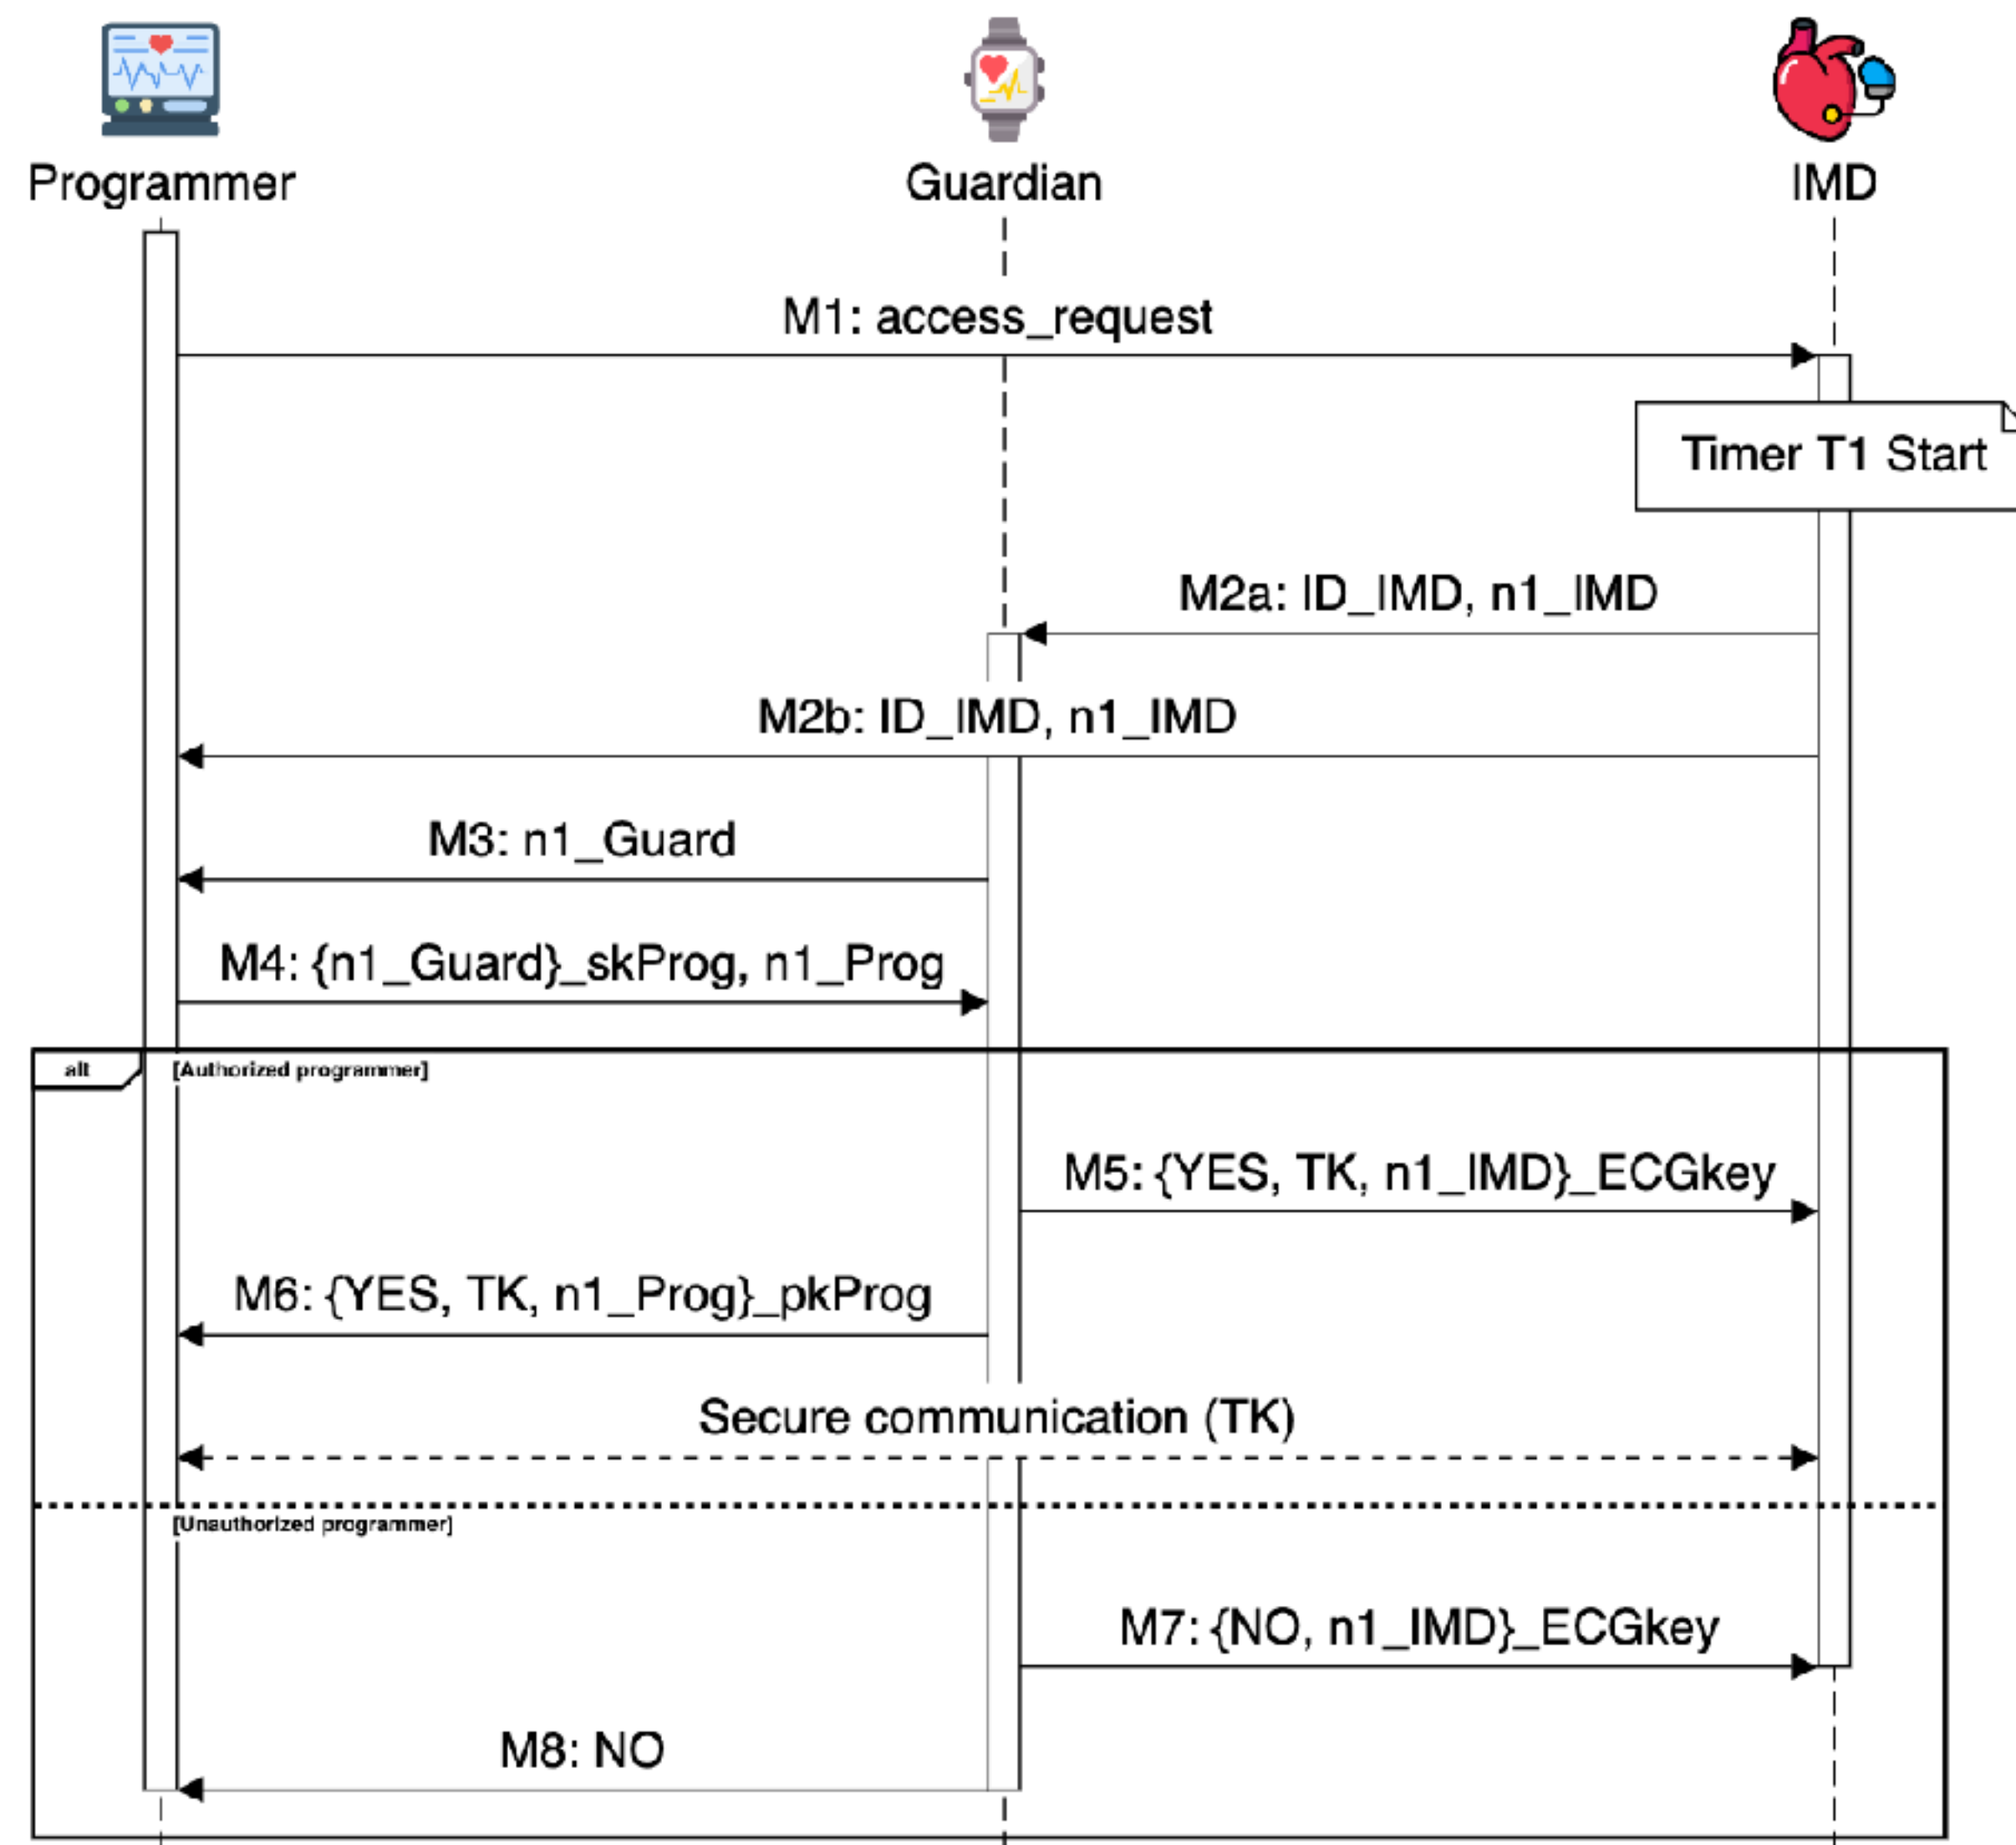 Programmer
Guardian
IMD
M1: access_request
Timer T1 Start
M2a: ID_IMD, n1_IMD
M2b: ID_IMD, n1_IMD
M3: n1_Guard
M4: {n1_Guard}_skProg, n1_Prog
alt
[Authorized programmer]
M5: {YES, TK, n1_IMD}_ECGkey
M6: {YES, TK, n1_Prog}_pkProg
Secure communication (TK)
[Unauthorized programmer]
M7: {NO, n1_IMD}_ECGkey
M8: NO